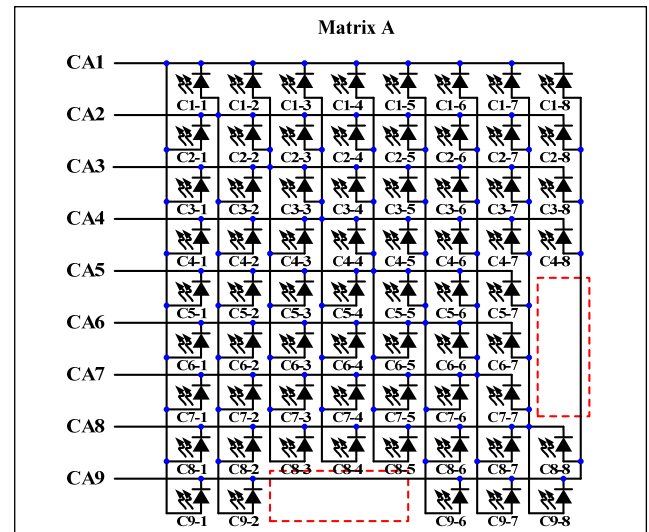 Matrix A
CA1
C1-1 C1-2 C1-3 C1-4 C1-5 C1-6 C1-7 C1-8
CA2
C2-1 C2-2 C2-3 C2-4 C2-5 C2-6 C2-7 C2-8
CA3
C3-1 C3-2 C3-3 C3-4 C3-5 C3-6 C3-7 C3-8
CA4
C4-1 C4-2 C4-3 C4-4 C4-5 C4-6 C4-7 C4-8
CA5
C5-1 C5-2 C5-3 C5-4 C5-5 C5-6 C5-7
CA6
C6-1 C6-2 C6-3 C6-4 C6-5 C6-6 C6-7
CA7
C7-1 C7-2 C7-3 C7-4 C7-5 C7-6 C7-7
CA8
C8-1 C8-2 C8-3 C8-4 C8-5 C8-6 C8-7 C8-8
CA9
C9-1 C9-2 C9-6 C9-7 C9-8